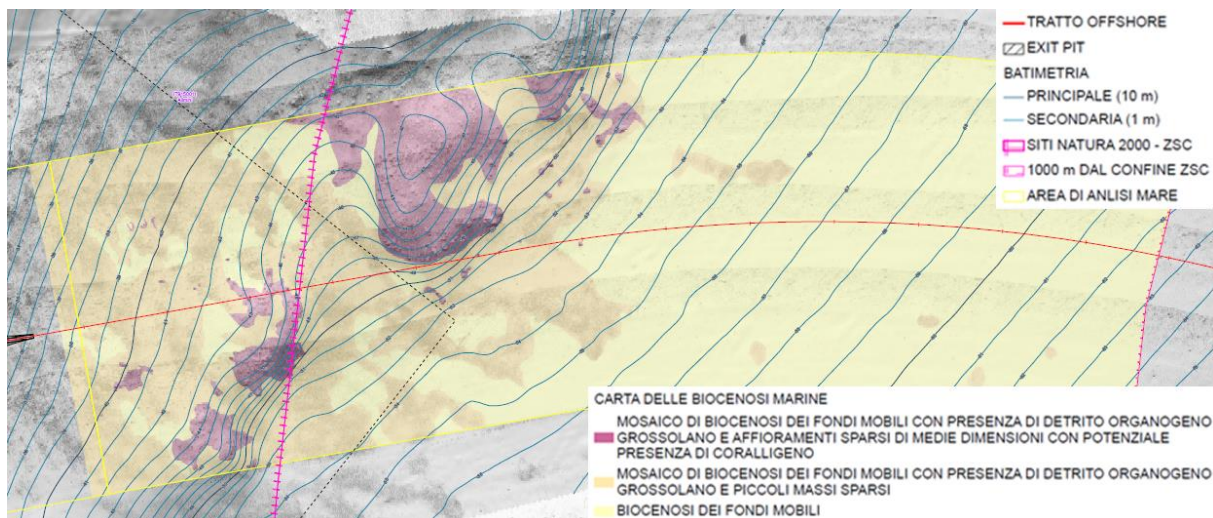 TRATTO OFFSHORE
EXIT PIT
BATIMETRIA
PRINCIPALE (10 m)
SECONDARIA (1 m)
SITI NATURA 2000 - ZSC
1000 m DAL CONFINE ZSC
AREA DI ANLISI MARE
CARTA DELLE BIOCENOSI MARINE
MOSAICO DI BIOCENOSI DEI FONDI MOBILI CON PRESENZA DI DETRITO ORGANOGENO
GROSSOLANO E AFFIORAMENTI SPARSI DI MEDIE DIMENSIONI CON POTENZIALE
PRESENZA DI CORALLIGENO
MOSAICO DI BIOCENOSI DEI FONDI MOBILI CON PRESENZA DI DETRITO ORGANOGENO
GROSSOLANO E PICCOLI MASSI SPARSI
BIOCENOSI DEI FONDI MOBILI